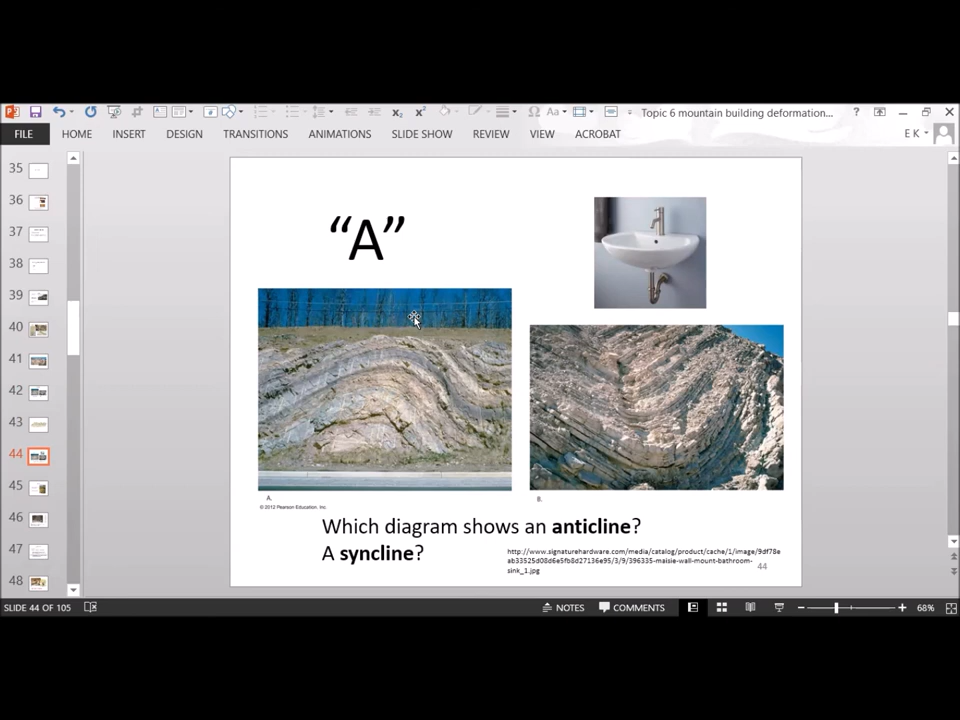 Topic 6 mountain building deformation...
FILE HOME INSERT DESIGN TRANSITIONS ANIMATIONS SLIDE SHOW REVIEW VIEW ACROBAT
E K
35
36
37
38
39
40
41
42
43
44
45
46
47
48
“A”
A.
© 2012 Pearson Education, Inc
B.
Which diagram shows an anticline?
A syncline?
http://www.signaturehardware.com/media/catalog/product/cache/1/image/9df78e
ab33525d08d6e5fb8d27136e95/3/9/396335-maisie-wall-mount-bathroom-
sink_1.jpg
44
SLIDE 44 OF 105
NOTES COMMENTS 68%